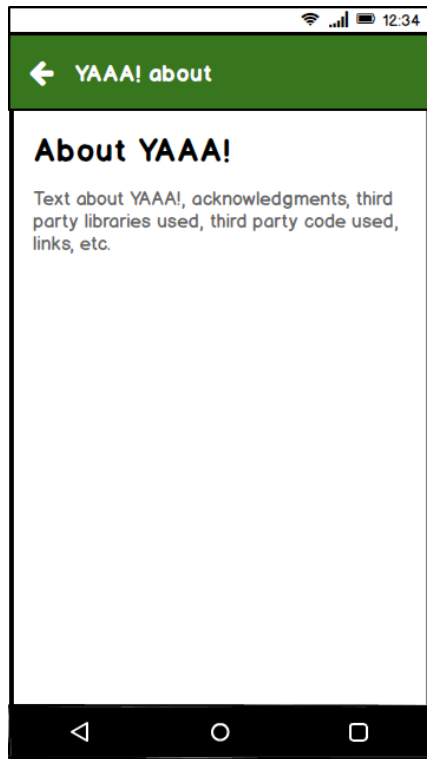 12:34
YAAA! about
About YAAA!
Text about YAAA!, acknowledgments, third
party libraries used, third party code used,
links, etc.